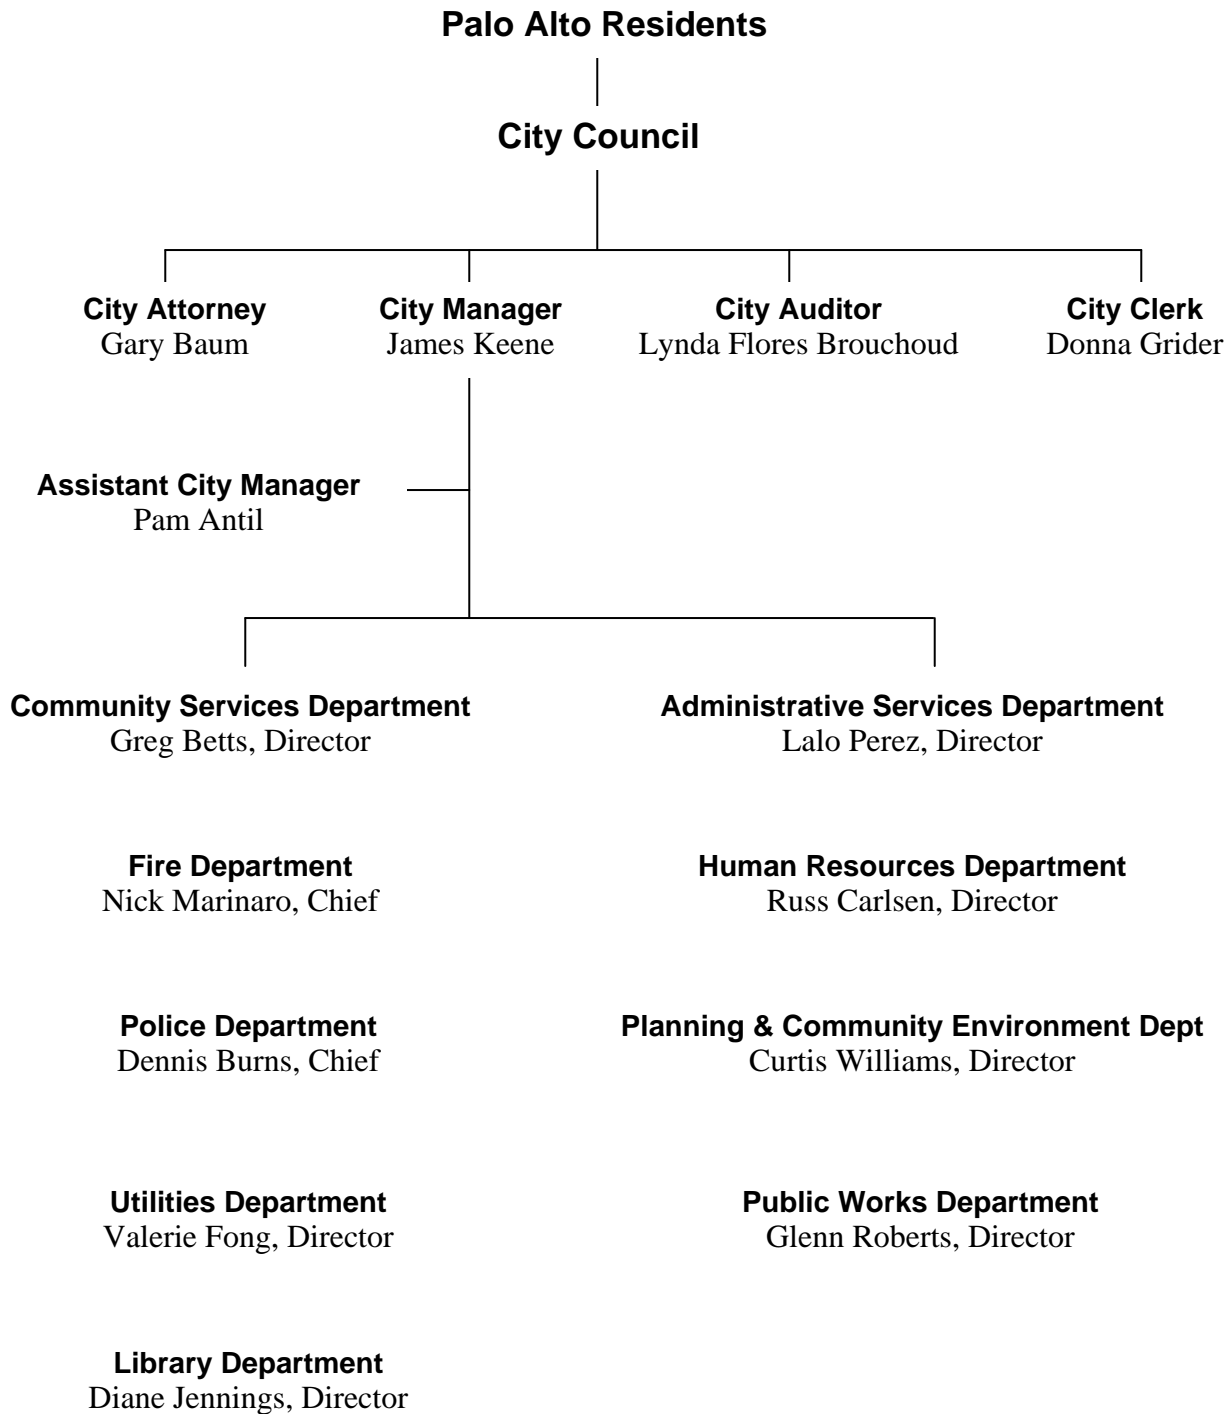 Palo Alto Residents
City Council
City Attorney
Gary Baum
City Manager
James Keene
City Auditor
Lynda Flores Brouchoud
City Clerk
Donna Grider
Assistant City Manager
Pam Antil
Community Services Department
Greg Betts, Director
Administrative Services Department
Lalo Perez, Director
Fire Department
Nick Marinaro, Chief
Human Resources Department
Russ Carlsen, Director
Police Department
Dennis Burns, Chief
Planning & Community Environment Dept
Curtis Williams, Director
Utilities Department
Valerie Fong, Director
Public Works Department
Glenn Roberts, Director
Library Department
Diane Jennings, Director